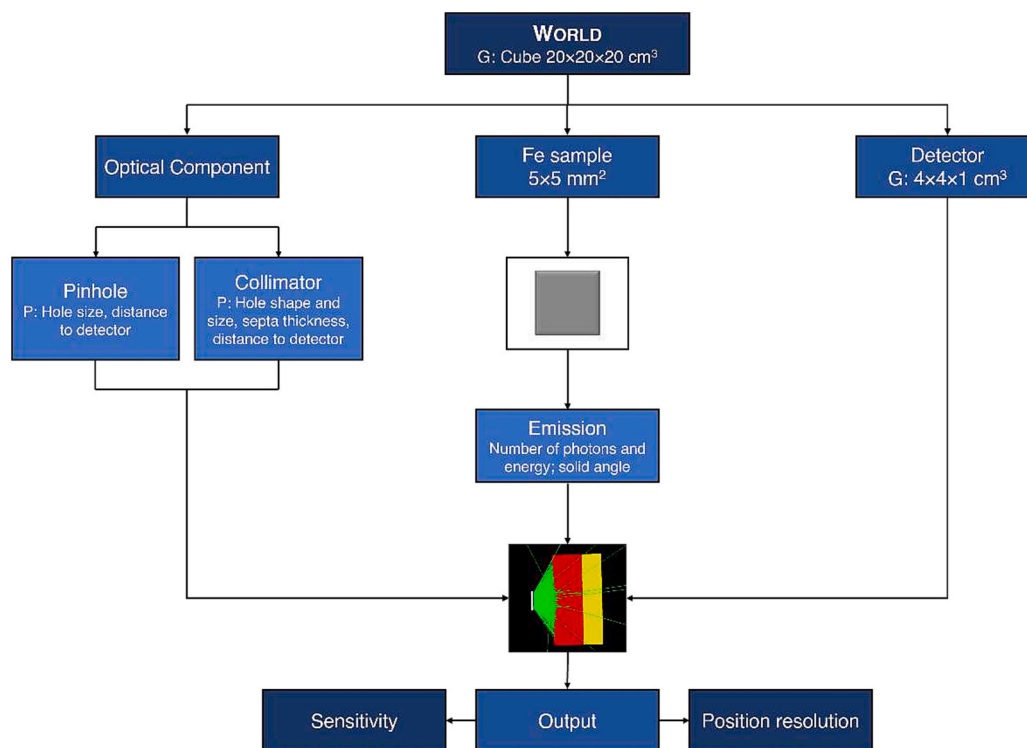 WORLD
G: Cube 20×20×20 cm³
Optical Component
Fe sample
5×5 mm²
Detector
G: 4×4×1 cm³
Pinhole
P: Hole size, distance
to detector
Collimator
P: Hole shape and
size, septa thickness,
distance to detector
Emission
Number of photons and
energy; solid angle
Sensitivity
Output
Position resolution